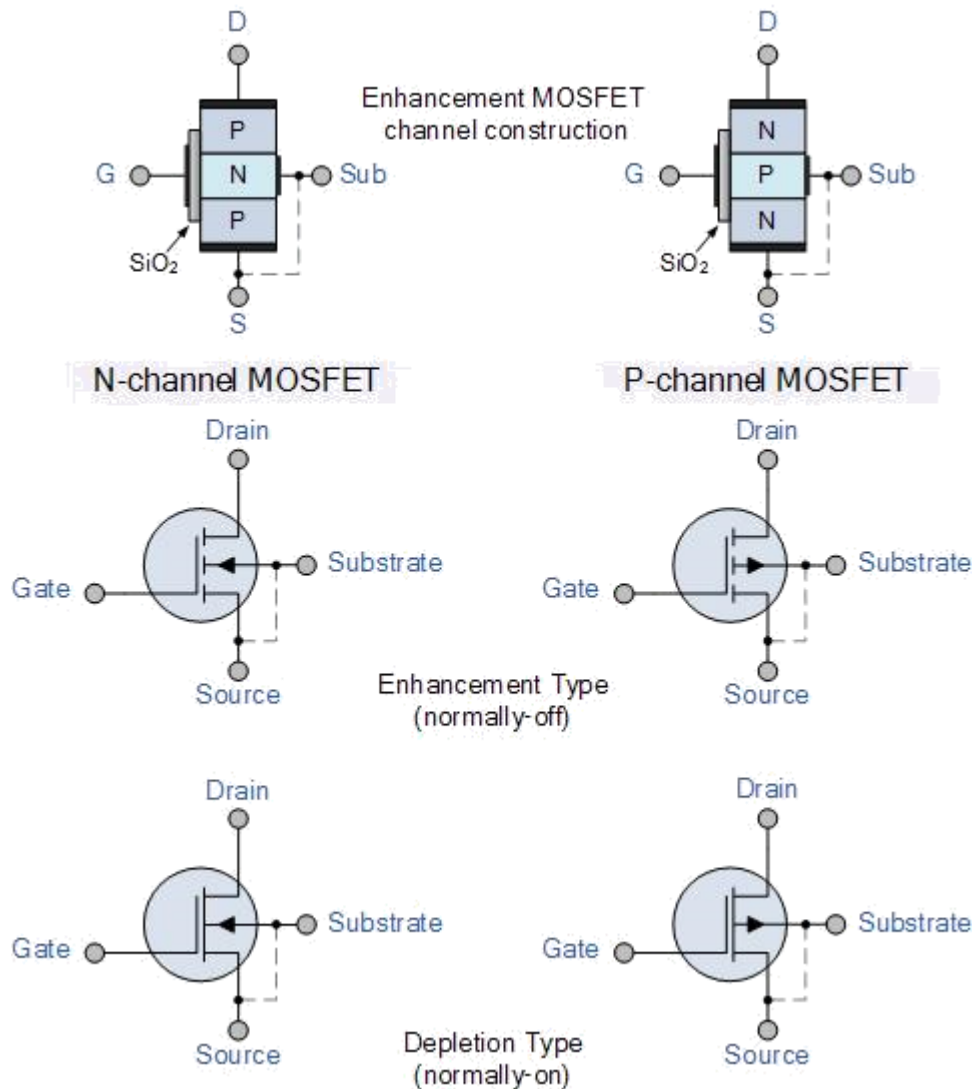 D
D
Enhancement MOSFET
channel construction
P
N
G
N
Sub
G
P
Sub
P
N
SiO₂
SiO₂
S
S
N-channel MOSFET
P-channel MOSFET
Drain
Drain
Substrate
Substrate
Gate
Gate
Source
Source
Enhancement Type
(normally-off)
Drain
Drain
Substrate
Substrate
Gate
Gate
Source
Source
Depletion Type
(normally-on)